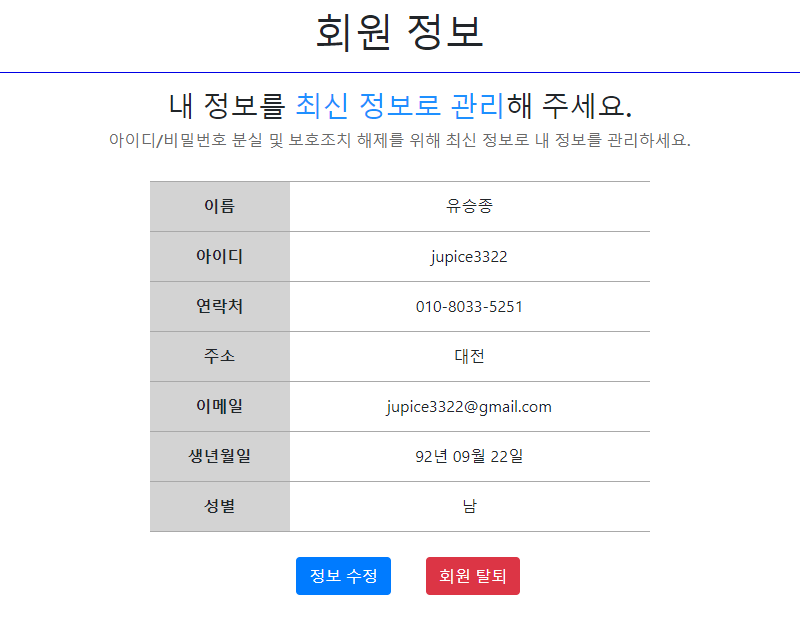 회원 정보
내 정보를 최신 정보로 관리해 주세요.
아이디/비밀번호 분실 및 보호조치 해제를 위해 최신 정보로 내 정보를 관리하세요.
이름 유승종
아이디 jupice3322
연락처 010-8033-5251
주소 대전
이메일 jupice3322@gmail.com
생년월일 92년 09월 22일
성별 남
정보 수정 회원 탈퇴